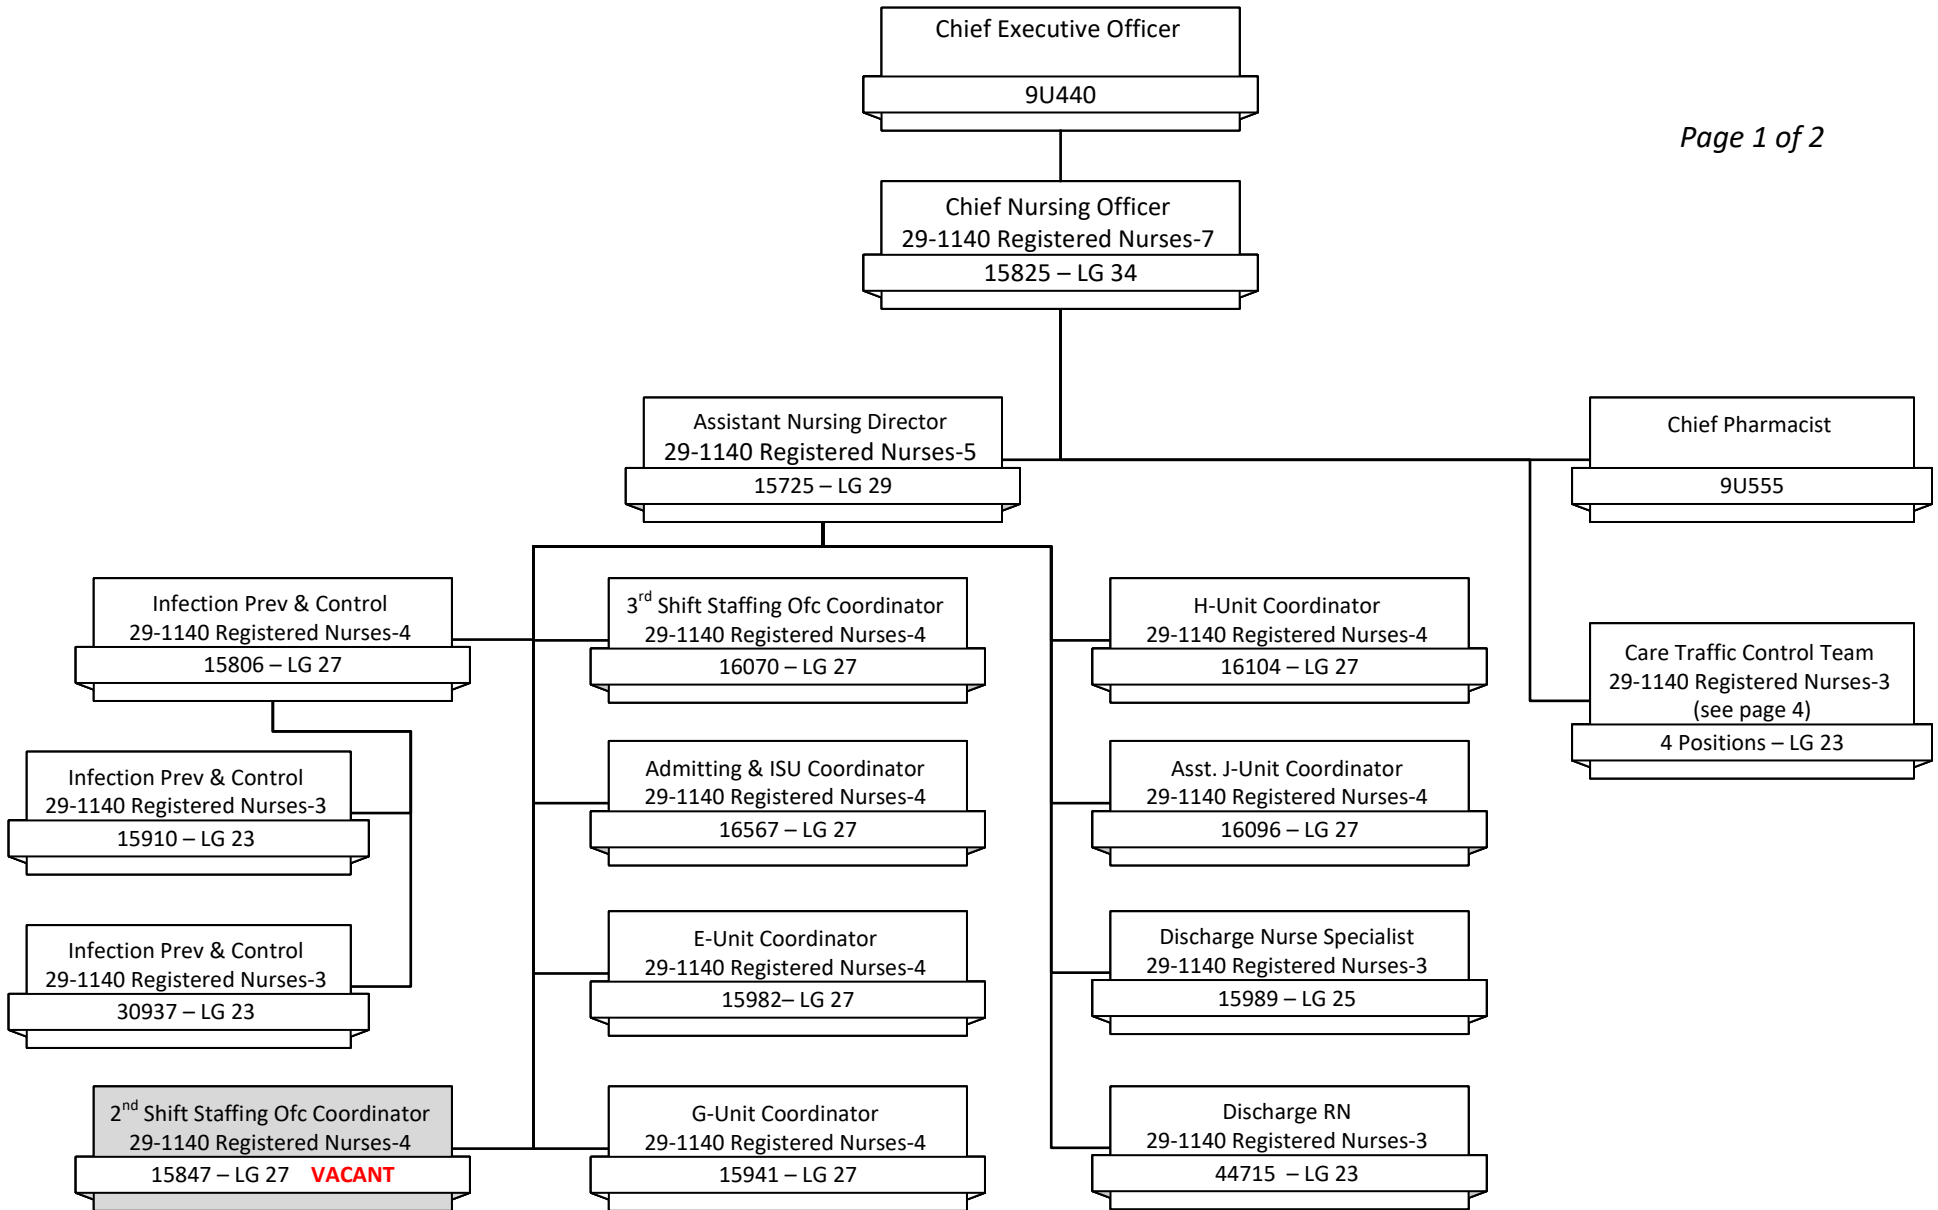 Chief Executive Officer
9U440
Page 1 of 2
Chief Nursing Officer
29-1140 Registered Nurses-7
15825 – LG 34
Assistant Nursing Director
29-1140 Registered Nurses-5
15725 – LG 29
Chief Pharmacist
9U555
Infection Prev & Control
29-1140 Registered Nurses-4
15806 – LG 27
3rd Shift Staffing Ofc Coordinator
29-1140 Registered Nurses-4
16070 – LG 27
H-Unit Coordinator
29-1140 Registered Nurses-4
16104 – LG 27
Care Traffic Control Team
29-1140 Registered Nurses-3
(see page 4)
4 Positions – LG 23
Infection Prev & Control
29-1140 Registered Nurses-3
15910 – LG 23
Admitting & ISU Coordinator
29-1140 Registered Nurses-4
16567 – LG 27
Asst. J-Unit Coordinator
29-1140 Registered Nurses-4
16096 – LG 27
Infection Prev & Control
29-1140 Registered Nurses-3
30937 – LG 23
E-Unit Coordinator
29-1140 Registered Nurses-4
15982– LG 27
Discharge Nurse Specialist
29-1140 Registered Nurses-3
15989 – LG 25
2nd Shift Staffing Ofc Coordinator
29-1140 Registered Nurses-4
15847 – LG 27 VACANT
G-Unit Coordinator
29-1140 Registered Nurses-4
15941 – LG 27
Discharge RN
29-1140 Registered Nurses-3
44715 – LG 23